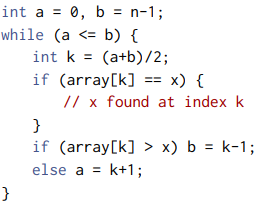 int a = 0, b = n-1;
while (a <= b) {
    int k = (a+b)/2;
    if (array[k] == x) {
        // x found at index k
    }
    if (array[k] > x) b = k-1;
    else a = k+1;
}